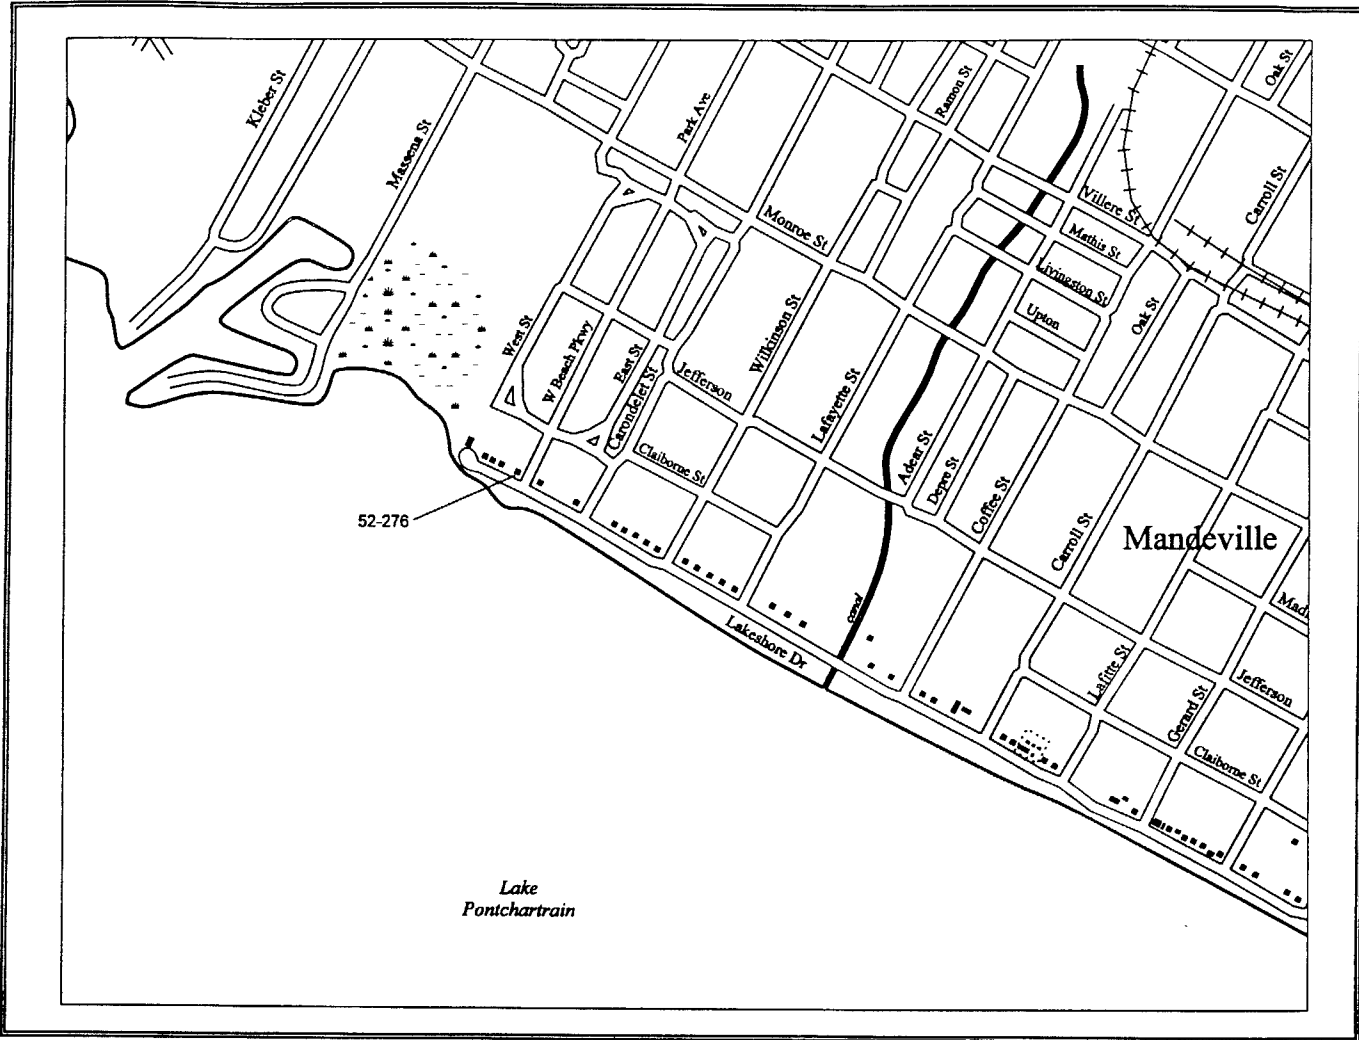 Kleber St
Massena St
Park Ave
Ramon St
Oak St
Carroll St
Villere St
Mathis St
Livingston St
Upton
Oak St
Monroe St
Wilkinson St
Lafayette St
West St
W Beach Pkwy
East St
Carondelet St
Jefferson
Claiborne St
Adear St
Depre St
Coffee St
Carroll St
Mandeville
52-276
canal
Lakeshore Dr
Lafitte St
Gerard St
Madi
Jefferson
Claiborne St
Lake
Pontchartrain